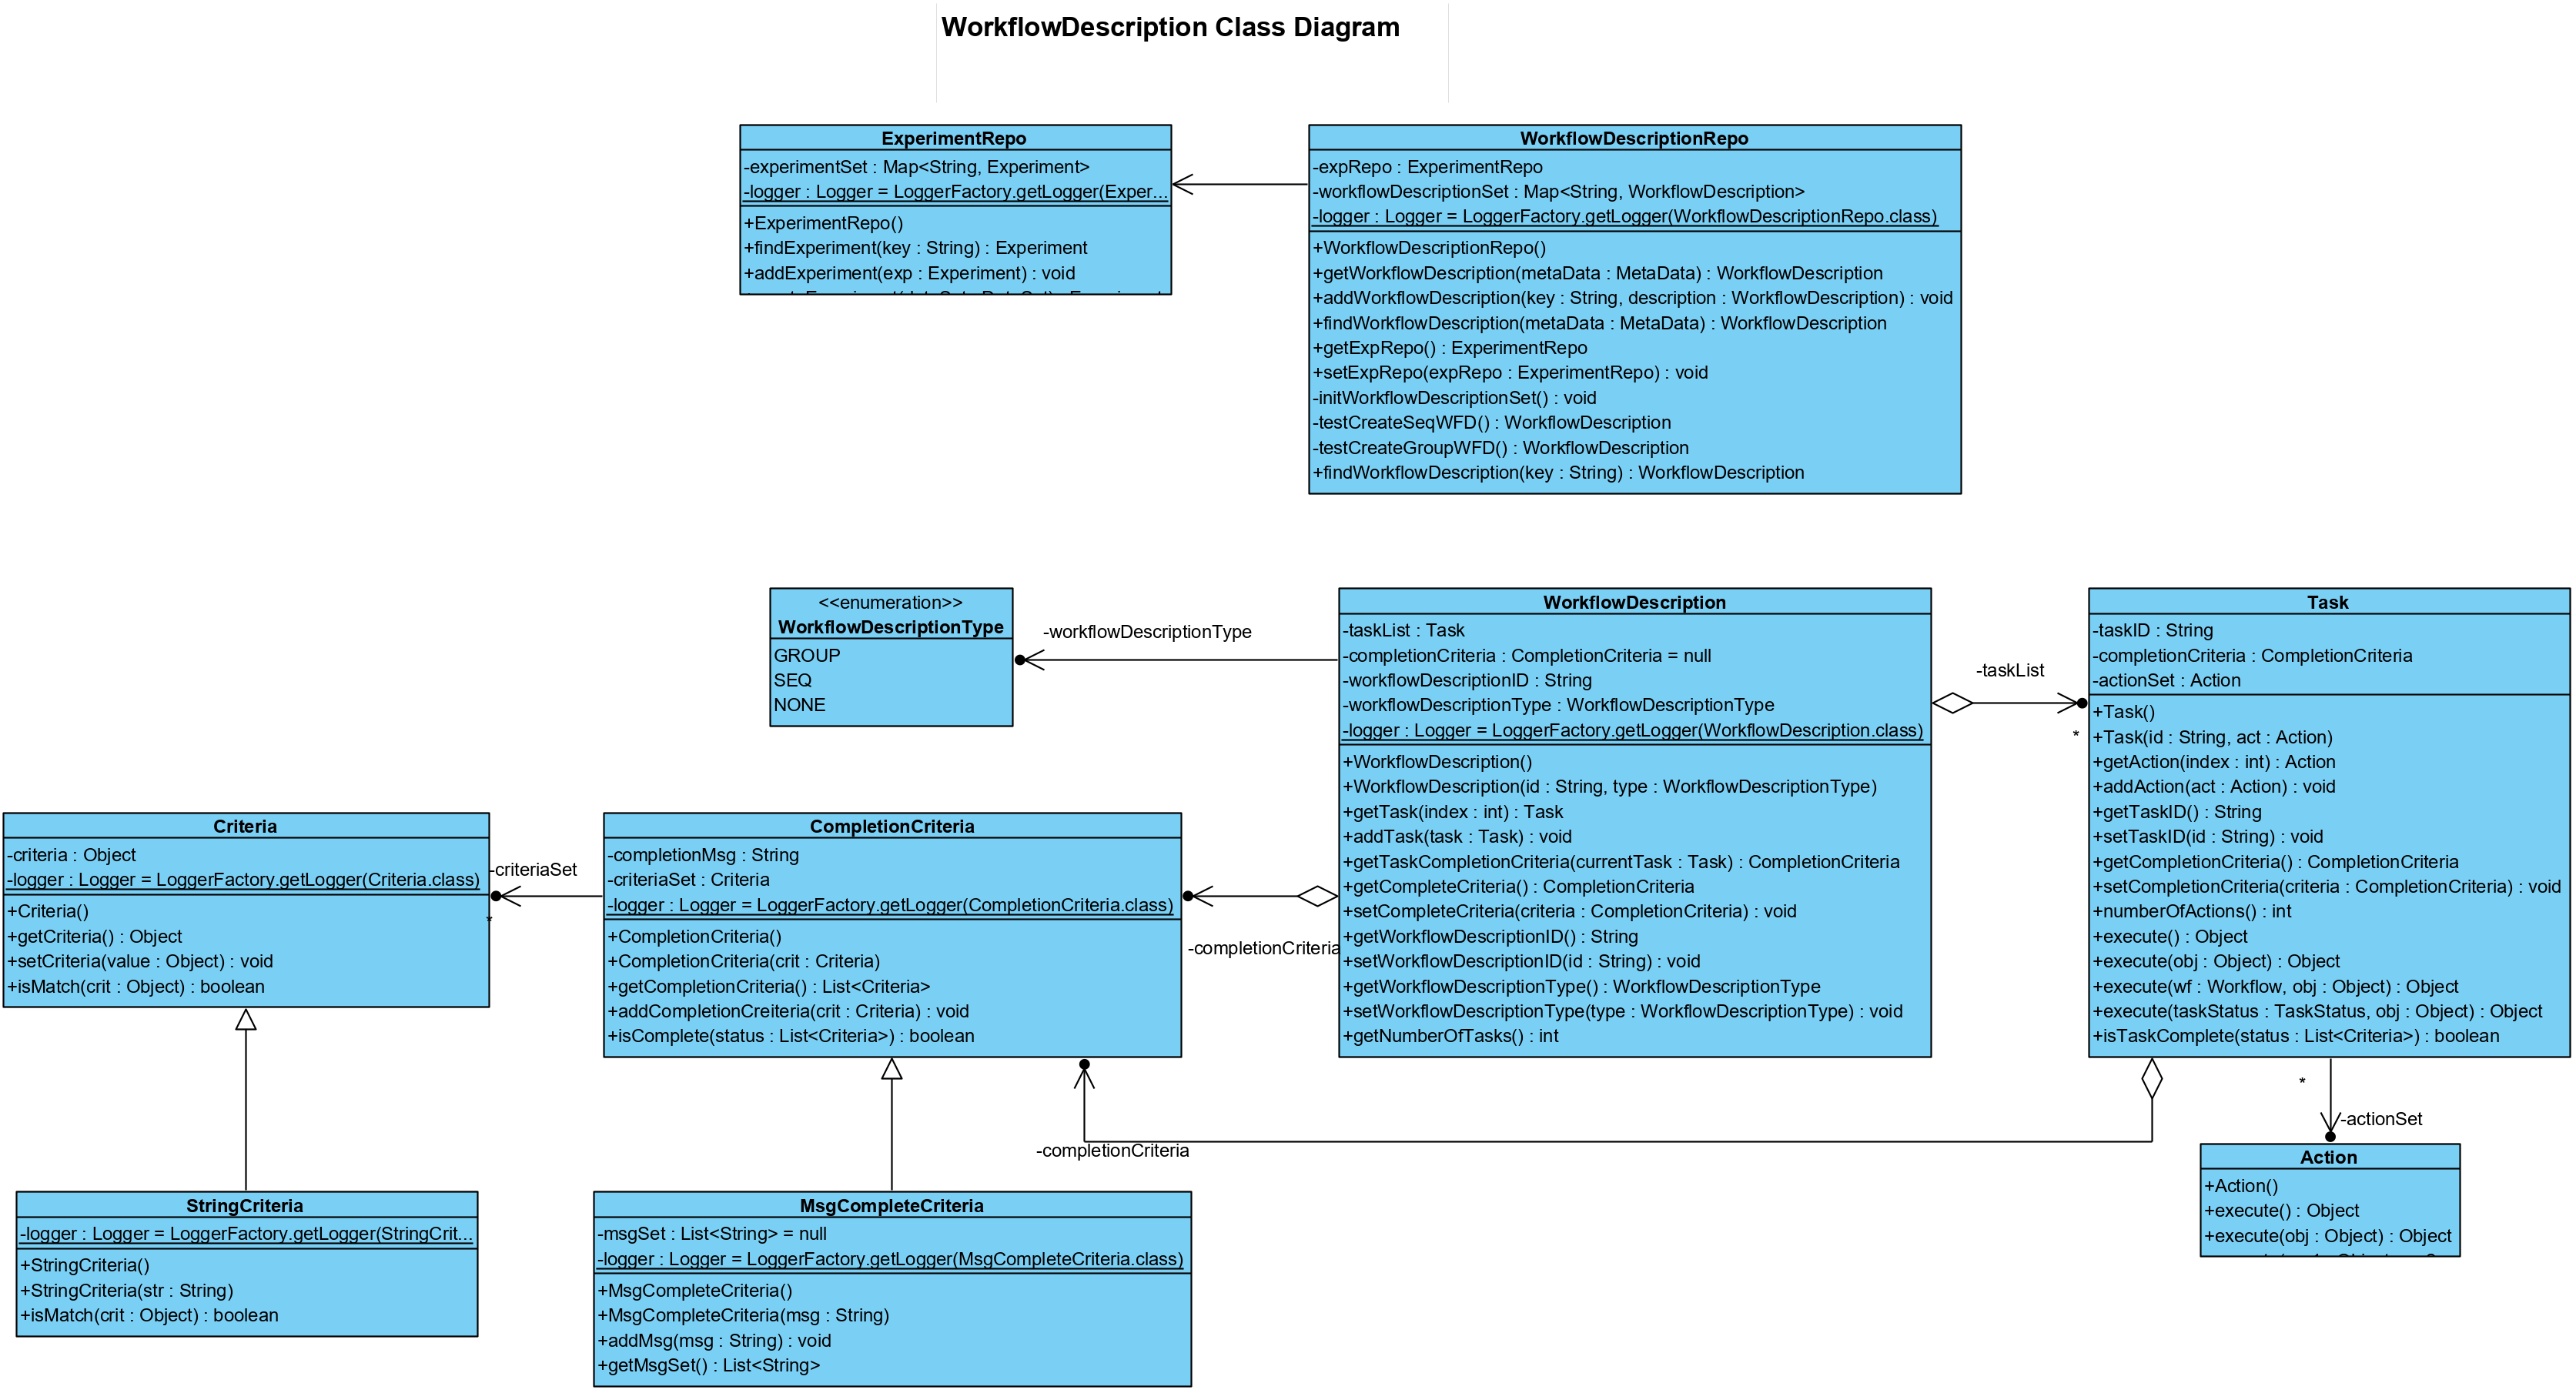 WorkflowDescription Class Diagram
ExperimentRepo
-experimentSet : Map<String, Experiment>
-logger : Logger = LoggerFactory.getLogger(Exper...
+ExperimentRepo()
+findExperiment(key : String) : Experiment
+addExperiment(exp : Experiment) : void
WorkflowDescriptionRepo
-expRepo : ExperimentRepo
-workflowDescriptionSet : Map<String, WorkflowDescription>
-logger : Logger = LoggerFactory.getLogger(WorkflowDescriptionRepo.class)
+WorkflowDescriptionRepo()
+getWorkflowDescription(metaData : MetaData) : WorkflowDescription
+addWorkflowDescription(key : String, description : WorkflowDescription) : void
+findWorkflowDescription(metaData : MetaData) : WorkflowDescription
+getExpRepo() : ExperimentRepo
+setExpRepo(expRepo : ExperimentRepo) : void
-initWorkflowDescriptionSet() : void
-testCreateSeqWFD() : WorkflowDescription
-testCreateGroupWFD() : WorkflowDescription
+findWorkflowDescription(key : String) : WorkflowDescription
<<enumeration>>
WorkflowDescriptionType
GROUP
SEQ
NONE
-workflowDescriptionType
WorkflowDescription
-taskList : Task
-completionCriteria : CompletionCriteria = null
-workflowDescriptionID : String
-workflowDescriptionType : WorkflowDescriptionType
-logger : Logger = LoggerFactory.getLogger(WorkflowDescription.class)
+WorkflowDescription()
+WorkflowDescription(id : String, type : WorkflowDescriptionType)
+getTask(index : int) : Task
+addTask(task : Task) : void
+getTaskCompletionCriteria(currentTask : Task) : CompletionCriteria
+getCompleteCriteria() : CompletionCriteria
+setCompleteCriteria(criteria : CompletionCriteria) : void
+getWorkflowDescriptionID() : String
+setWorkflowDescriptionID(id : String) : void
+getWorkflowDescriptionType() : WorkflowDescriptionType
+setWorkflowDescriptionType(type : WorkflowDescriptionType) : void
+getNumberOfTasks() : int
-taskList
*
Task
-taskID : String
-completionCriteria : CompletionCriteria
-actionSet : Action
+Task()
+Task(id : String, act : Action)
+getAction(index : int) : Action
+addAction(act : Action) : void
+getTaskID() : String
+setTaskID(id : String) : void
+getCompletionCriteria() : CompletionCriteria
+setCompletionCriteria(criteria : CompletionCriteria) : void
+numberOfActions() : int
+execute() : Object
+execute(obj : Object) : Object
+execute(wf : Workflow, obj : Object) : Object
+execute(taskStatus : TaskStatus, obj : Object) : Object
+isTaskComplete(status : List<Criteria>) : boolean
Criteria
-criteria : Object
-logger : Logger = LoggerFactory.getLogger(Criteria.class)
+Criteria()
+getCriteria() : Object
+setCriteria(value : Object) : void
+isMatch(crit : Object) : boolean
-criteriaSet
*
CompletionCriteria
-completionMsg : String
-criteriaSet : Criteria
-logger : Logger = LoggerFactory.getLogger(CompletionCriteria.class)
+CompletionCriteria()
+CompletionCriteria(crit : Criteria)
+getCompletionCriteria() : List<Criteria>
+addCompletionCreiteria(crit : Criteria) : void
+isComplete(status : List<Criteria>) : boolean
-completionCriteria
-completionCriteria
*
-actionSet
Action
+Action()
+execute() : Object
+execute(obj : Object) : Object
StringCriteria
-logger : Logger = LoggerFactory.getLogger(StringCrit...
+StringCriteria()
+StringCriteria(str : String)
+isMatch(crit : Object) : boolean
MsgCompleteCriteria
-msgSet : List<String> = null
-logger : Logger = LoggerFactory.getLogger(MsgCompleteCriteria.class)
+MsgCompleteCriteria()
+MsgCompleteCriteria(msg : String)
+addMsg(msg : String) : void
+getMsgSet() : List<String>